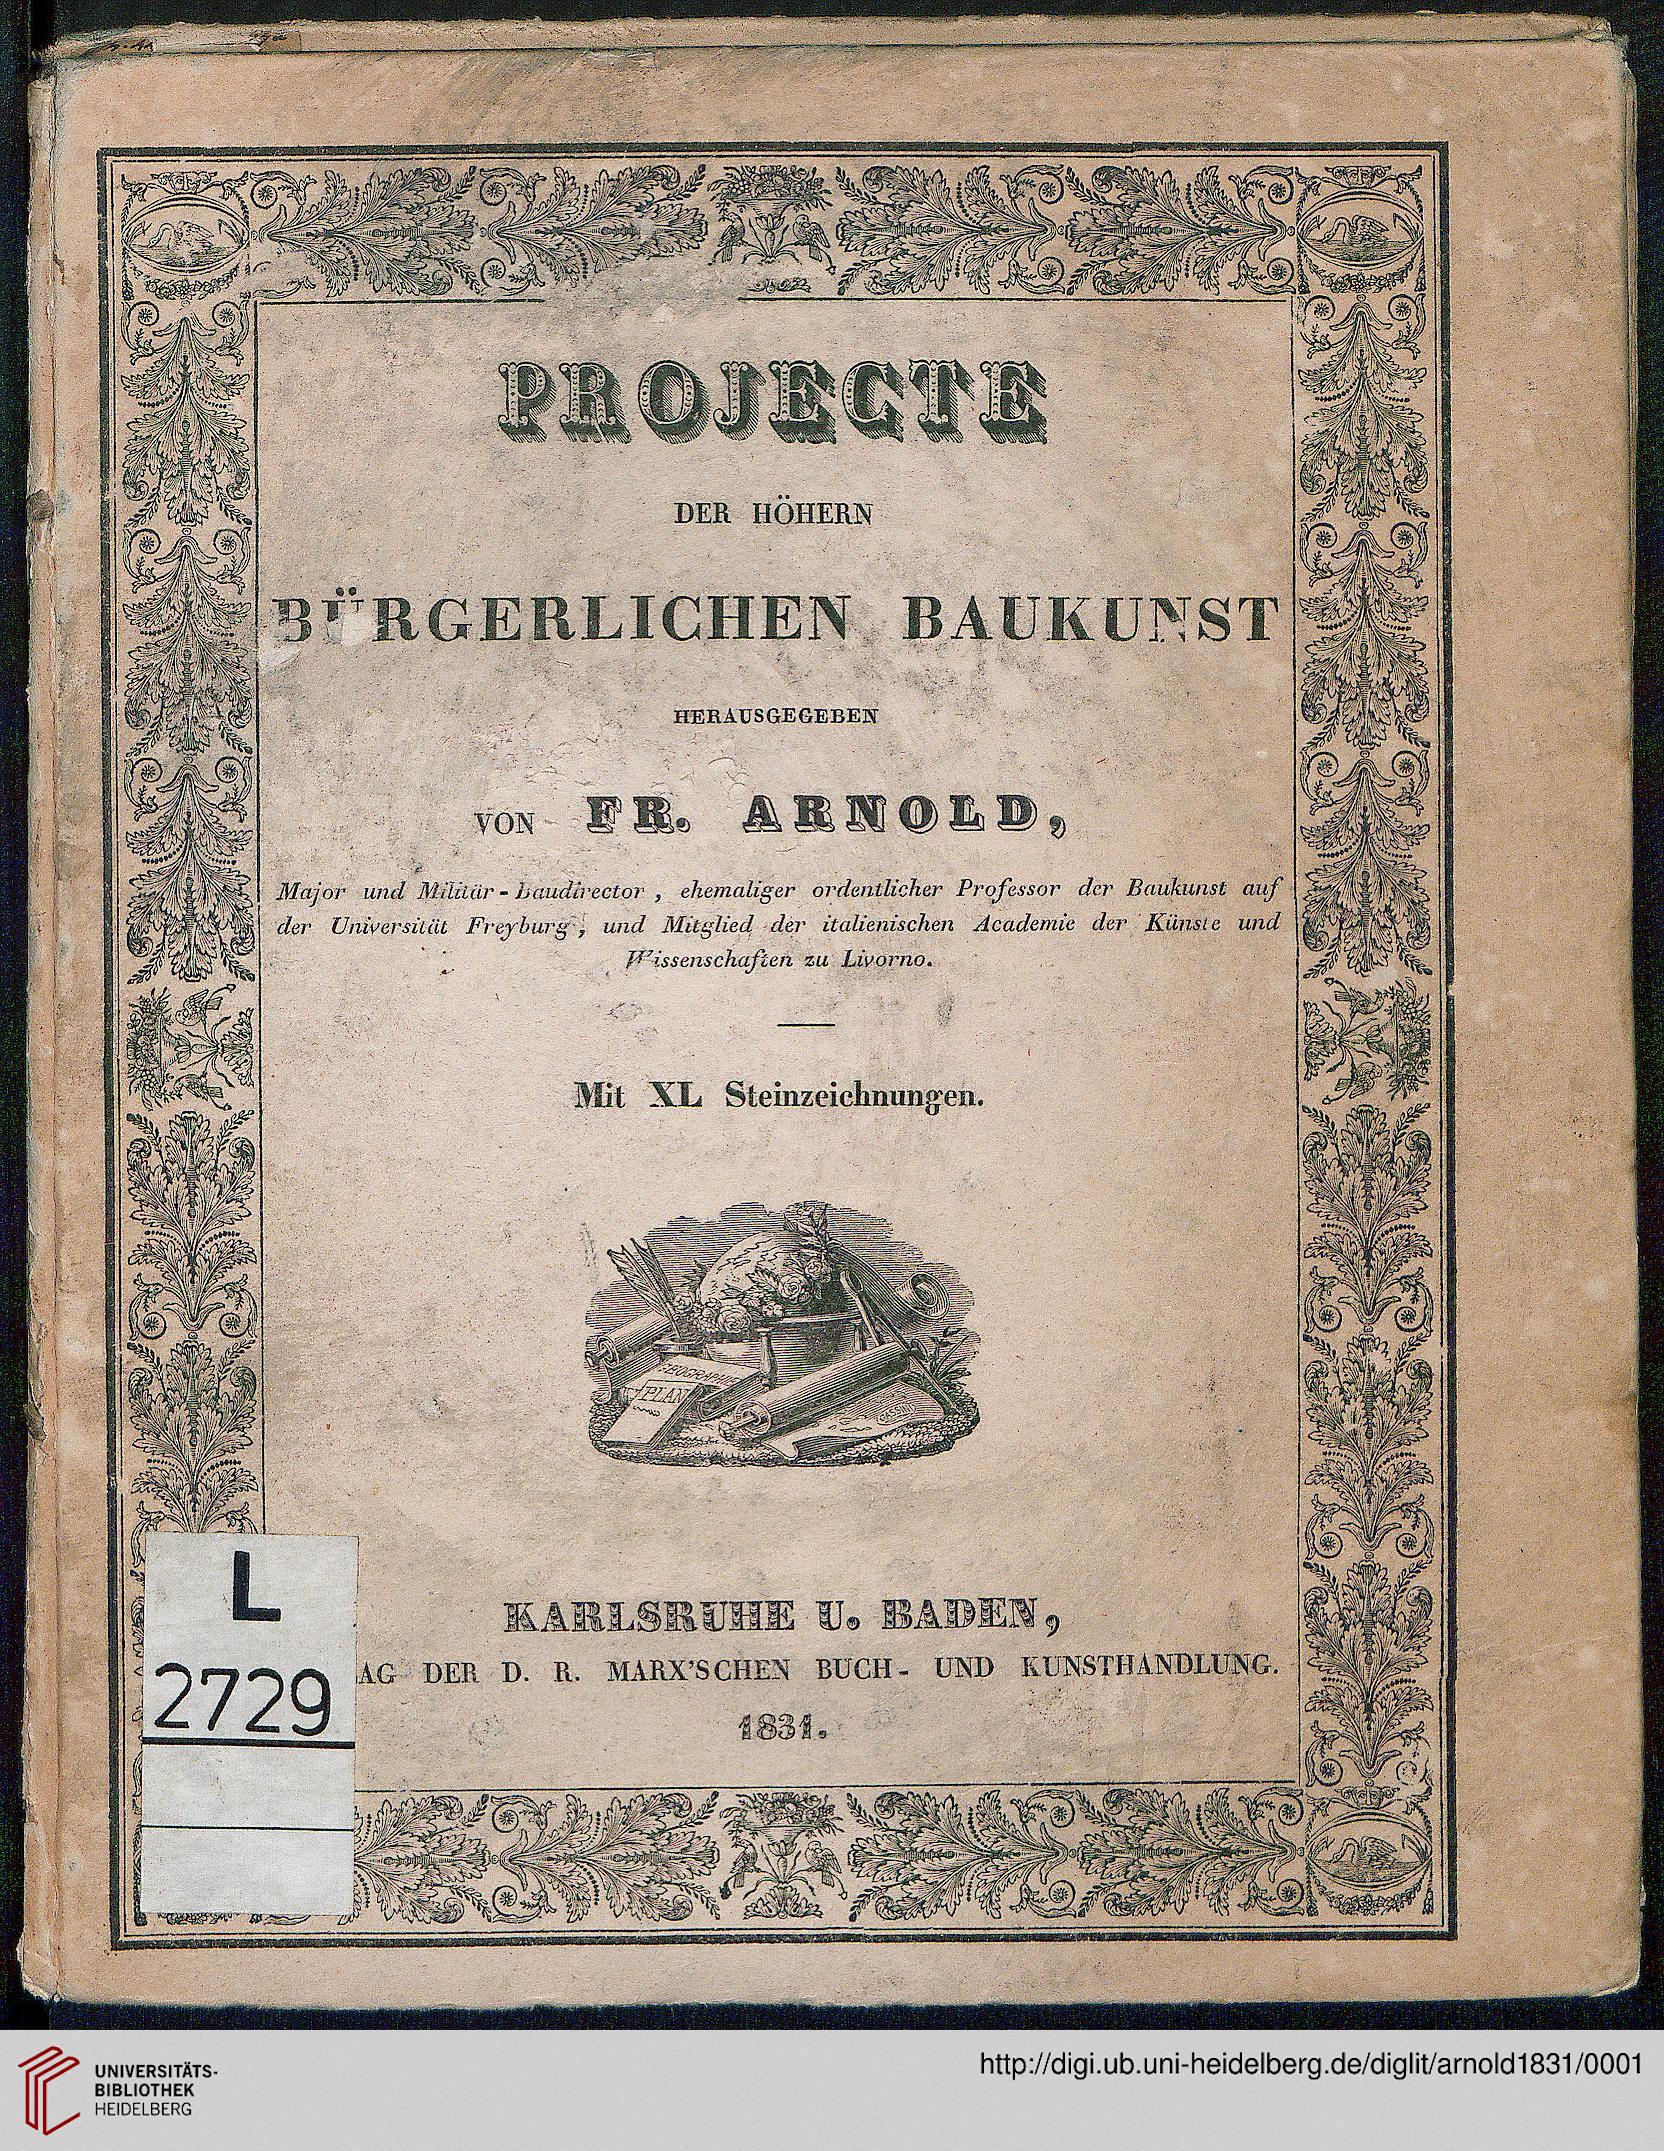 PROJECTE
DER HÖHERN
BÜRGERLICHEN BAUKUNST
HERAUSGEGEBEN
VON FR. ARNOLD,
Major und Militär-Baudirector, ehemaliger ordentlicher Professor der Baukunst auf
der Universität Freyburg, und Mitglied der italienischen Academie der Künste und
Wissenschaften zu Livorno.
Mit XL Steinzeichnungen.
GEOGRAPHIE
PLAN
KARLSRUHE U. BADEN,
AG DER D. R. MARX'SCHEN BUCH- UND KUNSTHANDLUNG.
1831.
L
2729
UNIVERSITÄTS-
BIBLIOTHEK
HEIDELBERG
http://digi.ub.uni-heidelberg.de/diglit/arnold1831/0001